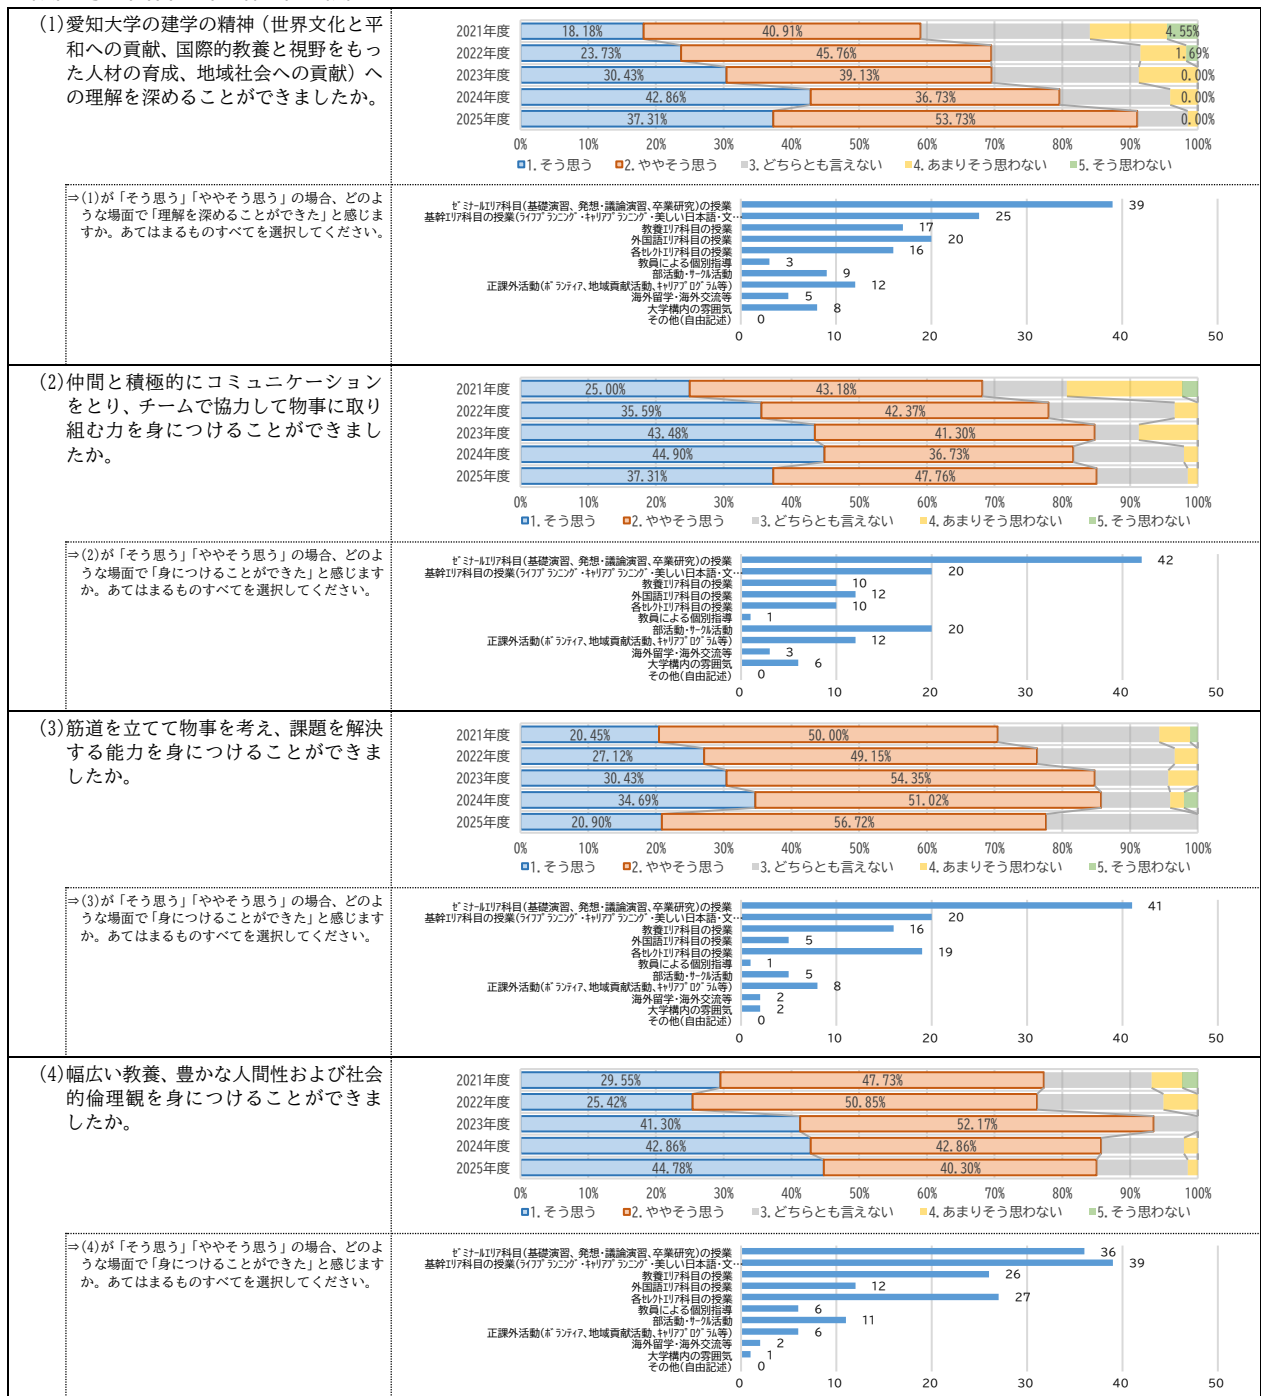 (1)愛知大学の建学の精神（世界文化と平
和への貢献、国際的教養と視野をもっ
た人材の育成、地域社会への貢献）へ
の理解を深めることができましたか。
2021年度 18.18% 40.91% 4.55%
2022年度 23.73% 45.76% 1.69%
2023年度 30.43% 39.13% 0.00%
2024年度 42.86% 36.73% 0.00%
2025年度 37.31% 53.73% 0.00%
0% 10% 20% 30% 40% 50% 60% 70% 80% 90% 100%
1.そう思う 2.ややそう思う 3.どちらとも言えない 4.あまりそう思わない 5.そう思わない
⇒(1)が「そう思う」「ややそう思う」の場合、どのよ
うな場面で「理解を深めることができた」と感じま
すか。あてはまるものすべてを選択してください。
ｾﾞﾐﾅｰﾙｴﾘｱ科目(基礎演習、発想・議論演習、卒業研究)の授業 39
基幹ｴﾘｱ科目の授業(ﾗｲﾌﾌﾟﾗﾝﾆﾝｸﾞ・ｷｬﾘｱﾌﾟﾗﾝﾆﾝｸﾞ・美しい日本語・文… 25
教養ｴﾘｱ科目の授業 17
外国語ｴﾘｱ科目の授業 20
各ｾﾚｸﾄｴﾘｱ科目の授業 16
教員による個別指導 3
部活動・ｻｰｸﾙ活動 9
正課外活動(ﾎﾞﾗﾝﾃｨｱ、地域貢献活動、ｷｬﾘｱﾌﾟﾛｸﾞﾗﾑ等) 12
海外留学・海外交流等 5
大学構内の雰囲気 8
その他(自由記述) 0
0 10 20 30 40 50
(2)仲間と積極的にコミュニケーション
をとり、チームで協力して物事に取り
組む力を身につけることができまし
たか。
2021年度 25.00% 43.18%
2022年度 35.59% 42.37%
2023年度 43.48% 41.30%
2024年度 44.90% 36.73%
2025年度 37.31% 47.76%
0% 10% 20% 30% 40% 50% 60% 70% 80% 90% 100%
1.そう思う 2.ややそう思う 3.どちらとも言えない 4.あまりそう思わない 5.そう思わない
⇒(2)が「そう思う」「ややそう思う」の場合、どのよ
うな場面で「身につけることができた」と感じます
か。あてはまるものすべてを選択してください。
ｾﾞﾐﾅｰﾙｴﾘｱ科目(基礎演習、発想・議論演習、卒業研究)の授業 42
基幹ｴﾘｱ科目の授業(ﾗｲﾌﾌﾟﾗﾝﾆﾝｸﾞ・ｷｬﾘｱﾌﾟﾗﾝﾆﾝｸﾞ・美しい日本語・文… 20
教養ｴﾘｱ科目の授業 10
外国語ｴﾘｱ科目の授業 12
各ｾﾚｸﾄｴﾘｱ科目の授業 10
教員による個別指導 1
部活動・ｻｰｸﾙ活動 20
正課外活動(ﾎﾞﾗﾝﾃｨｱ、地域貢献活動、ｷｬﾘｱﾌﾟﾛｸﾞﾗﾑ等) 12
海外留学・海外交流等 3
大学構内の雰囲気 6
その他(自由記述) 0
0 10 20 30 40 50
(3)筋道を立てて物事を考え、課題を解決
する能力を身につけることができま
したか。
2021年度 20.45% 50.00%
2022年度 27.12% 49.15%
2023年度 30.43% 54.35%
2024年度 34.69% 51.02%
2025年度 20.90% 56.72%
0% 10% 20% 30% 40% 50% 60% 70% 80% 90% 100%
1.そう思う 2.ややそう思う 3.どちらとも言えない 4.あまりそう思わない 5.そう思わない
⇒(3)が「そう思う」「ややそう思う」の場合、どのよ
うな場面で「身につけることができた」と感じます
か。あてはまるものすべてを選択してください。
ｾﾞﾐﾅｰﾙｴﾘｱ科目(基礎演習、発想・議論演習、卒業研究)の授業 41
基幹ｴﾘｱ科目の授業(ﾗｲﾌﾌﾟﾗﾝﾆﾝｸﾞ・ｷｬﾘｱﾌﾟﾗﾝﾆﾝｸﾞ・美しい日本語・文… 20
教養ｴﾘｱ科目の授業 16
外国語ｴﾘｱ科目の授業 5
各ｾﾚｸﾄｴﾘｱ科目の授業 19
教員による個別指導 1
部活動・ｻｰｸﾙ活動 5
正課外活動(ﾎﾞﾗﾝﾃｨｱ、地域貢献活動、ｷｬﾘｱﾌﾟﾛｸﾞﾗﾑ等) 8
海外留学・海外交流等 2
大学構内の雰囲気 2
その他(自由記述) 0
0 10 20 30 40 50
(4)幅広い教養、豊かな人間性および社会
的倫理観を身につけることができま
したか。
2021年度 29.55% 47.73%
2022年度 25.42% 50.85%
2023年度 41.30% 52.17%
2024年度 42.86% 42.86%
2025年度 44.78% 40.30%
0% 10% 20% 30% 40% 50% 60% 70% 80% 90% 100%
1.そう思う 2.ややそう思う 3.どちらとも言えない 4.あまりそう思わない 5.そう思わない
⇒(4)が「そう思う」「ややそう思う」の場合、どのよ
うな場面で「身につけることができた」と感じます
か。あてはまるものすべてを選択してください。
ｾﾞﾐﾅｰﾙｴﾘｱ科目(基礎演習、発想・議論演習、卒業研究)の授業 36
基幹ｴﾘｱ科目の授業(ﾗｲﾌﾌﾟﾗﾝﾆﾝｸﾞ・ｷｬﾘｱﾌﾟﾗﾝﾆﾝｸﾞ・美しい日本語・文… 39
教養ｴﾘｱ科目の授業 26
外国語ｴﾘｱ科目の授業 12
各ｾﾚｸﾄｴﾘｱ科目の授業 27
教員による個別指導 6
部活動・ｻｰｸﾙ活動 11
正課外活動(ﾎﾞﾗﾝﾃｨｱ、地域貢献活動、ｷｬﾘｱﾌﾟﾛｸﾞﾗﾑ等) 6
海外留学・海外交流等 2
大学構内の雰囲気 1
その他(自由記述) 0
0 10 20 30 40 50